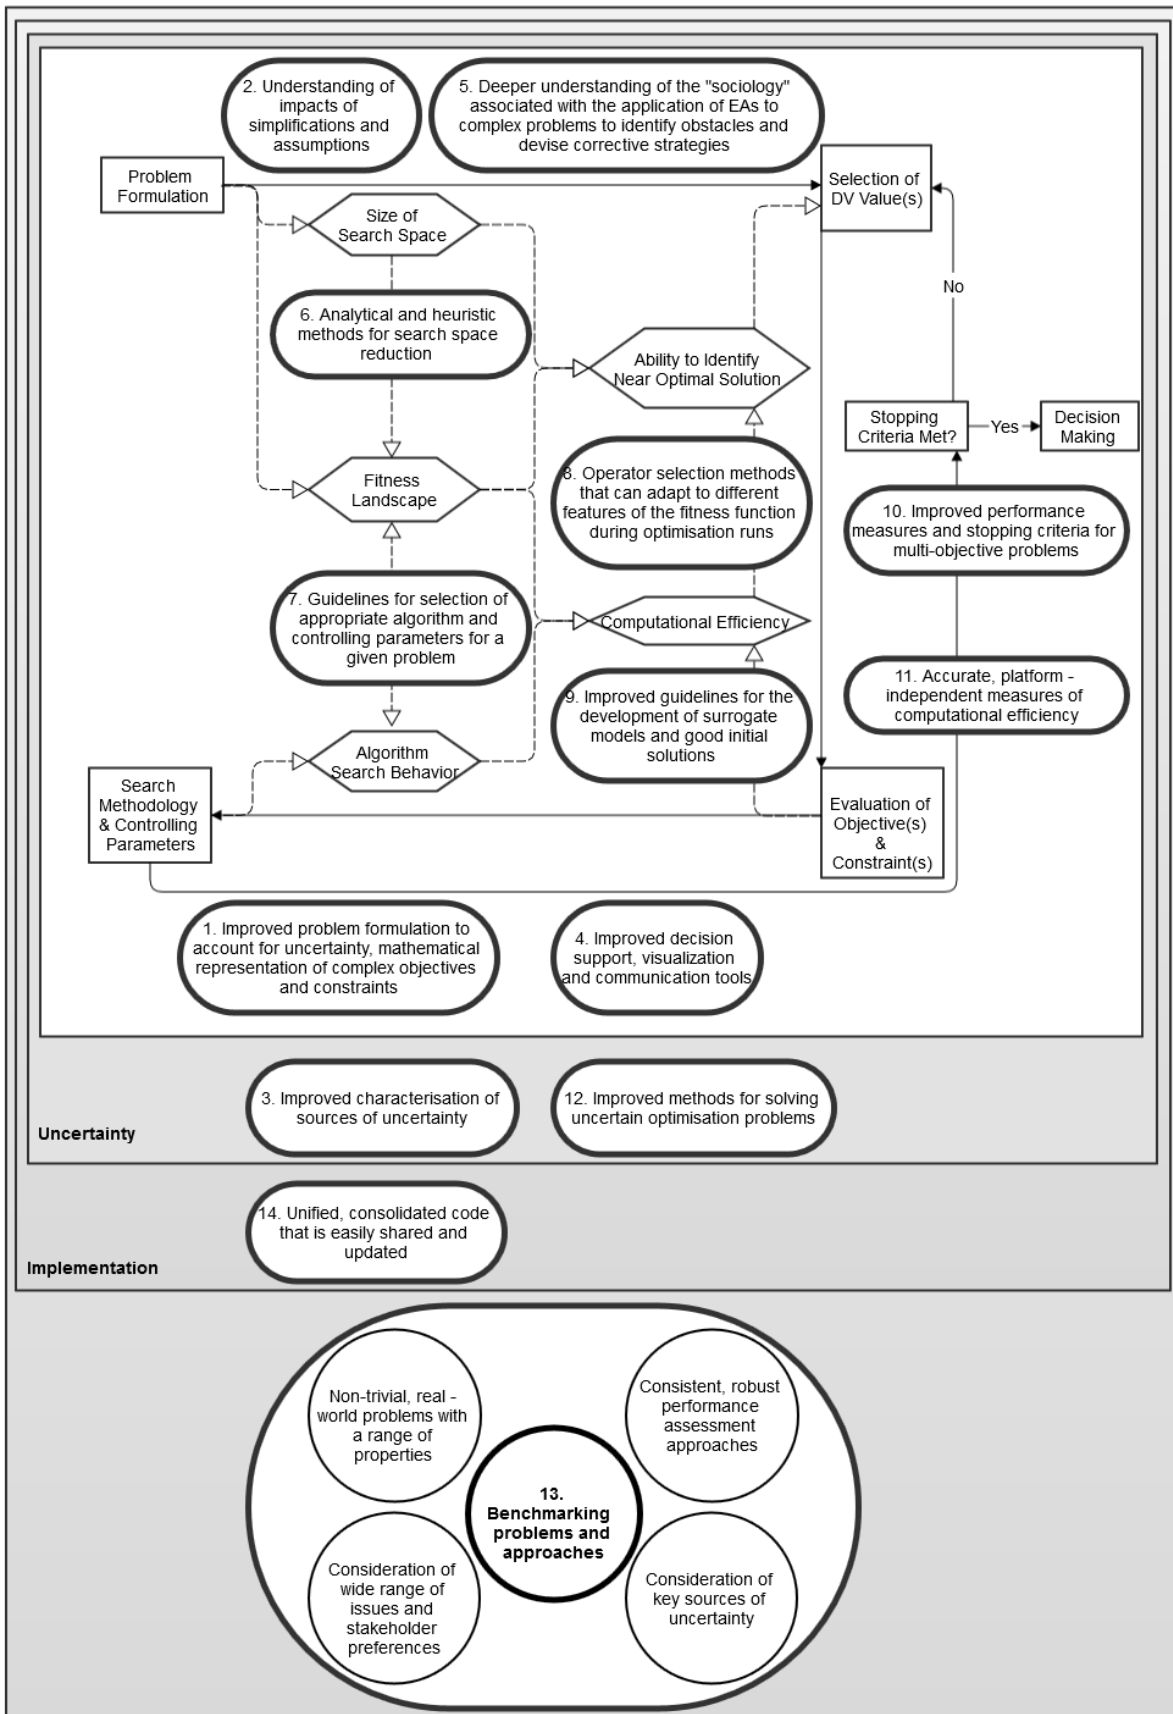 2. Understanding of
impacts of
simplifications and
assumptions
5. Deeper understanding of the "sociology"
associated with the application of EAs to
complex problems to identify obstacles and
devise corrective strategies
Problem
Formulation
Selection of
DV Value(s)
Size of
Search Space
No
6. Analytical and heuristic
methods for search space
reduction
Ability to Identify
Near Optimal Solution
Stopping
Criteria Met?
Yes
Decision
Making
Fitness
Landscape
8. Operator selection methods
that can adapt to different
features of the fitness function
during optimisation runs
10. Improved performance
measures and stopping criteria for
multi-objective problems
7. Guidelines for selection of
appropriate algorithm and
controlling parameters for a
given problem
Computational Efficiency
9. Improved guidelines for the
development of surrogate
models and good initial
solutions
11. Accurate, platform -
independent measures of
computational efficiency
Algorithm
Search Behavior
Search
Methodology
& Controlling
Parameters
Evaluation of
Objective(s)
&
Constraint(s)
1. Improved problem formulation to
account for uncertainty, mathematical
representation of complex objectives
and constraints
4. Improved decision
support, visualization
and communication tools
3. Improved characterisation of
sources of uncertainty
12. Improved methods for solving
uncertain optimisation problems
Uncertainty
14. Unified, consolidated code
that is easily shared and
updated
Implementation
Non-trivial, real -
world problems with
a range of
properties
Consistent, robust
performance
assessment
approaches
13.
Benchmarking
problems and
approaches
Consideration of
wide range of
issues and
stakeholder
preferences
Consideration of
key sources of
uncertainty